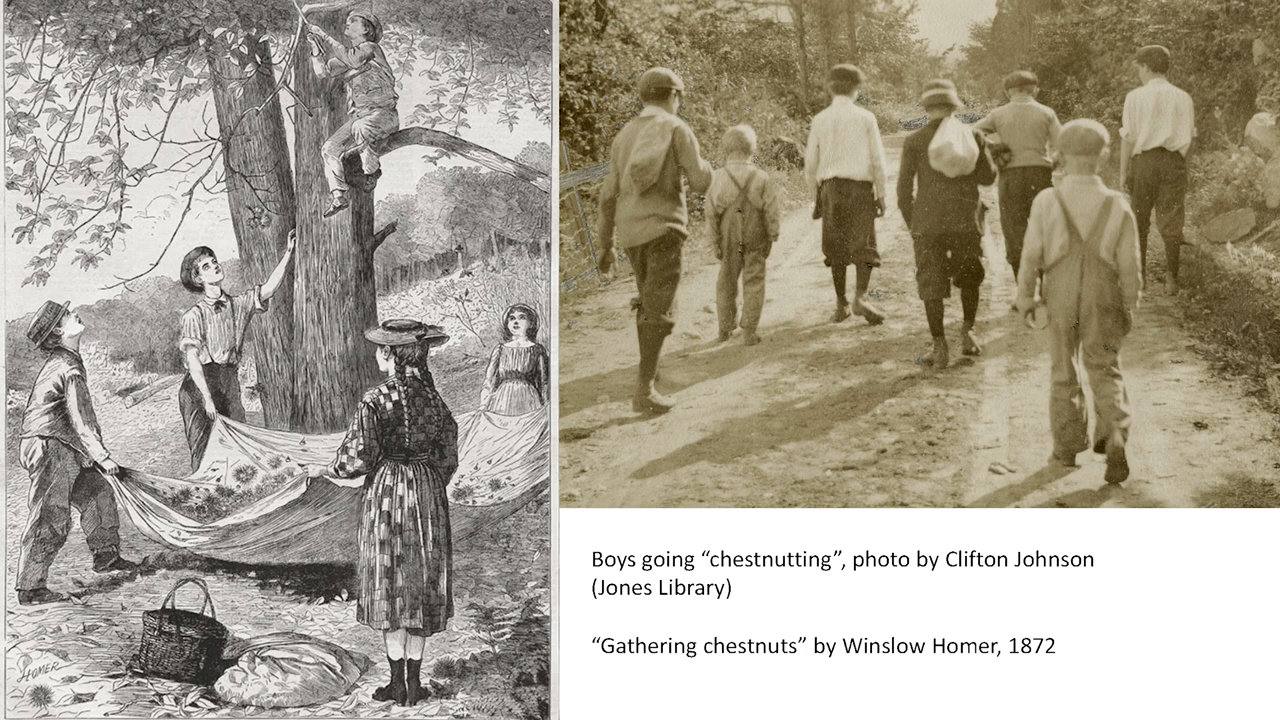 HOMER
Boys going “chestnutting”, photo by Clifton Johnson
(Jones Library)
“Gathering chestnuts” by Winslow Homer, 1872